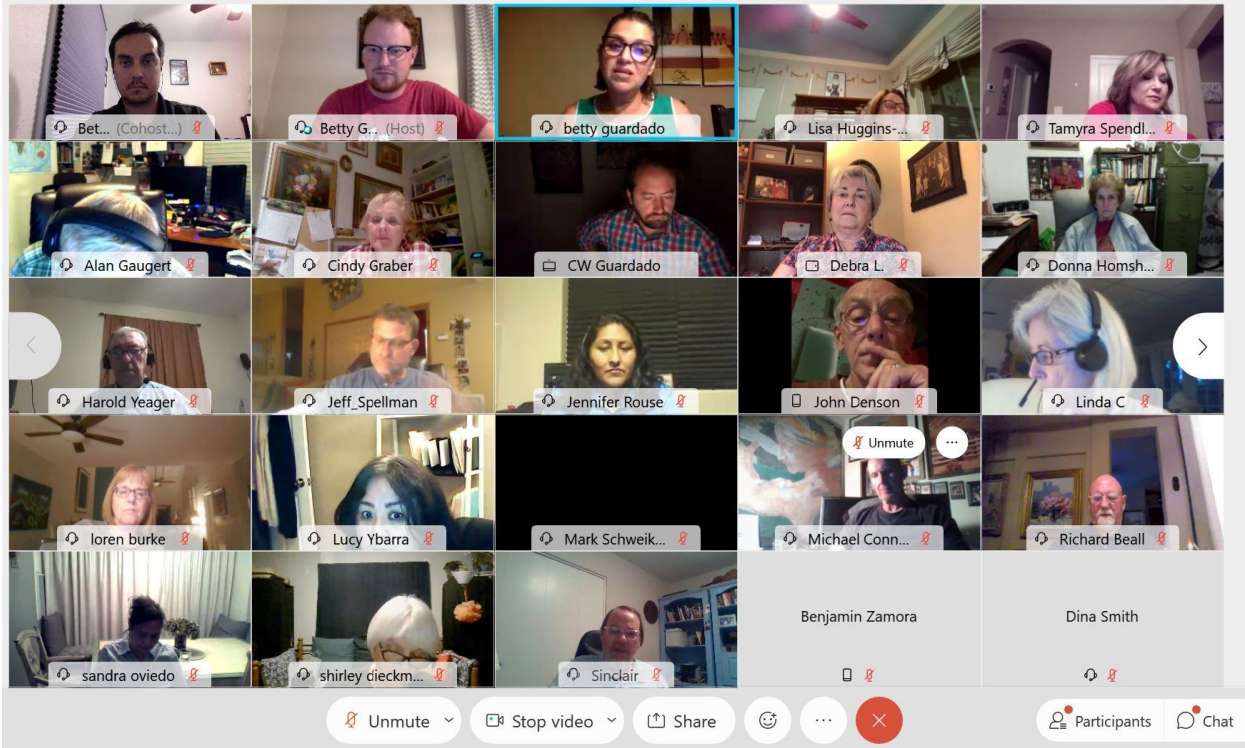 Bet... (Cohost...)
Betty G... (Host)
betty guardado
Lisa Huggins-...
Tamyra Spendl...
Alan Gaugert
Cindy Graber
CW Guardado
Debra L.
Donna Homsh...
Harold Yeager
Jeff_Spellman
Jennifer Rouse
John Denson
Linda C
Unmute
loren burke
Lucy Ybarra
Mark Schweik...
Michael Conn...
Richard Beall
Benjamin Zamora
Dina Smith
sandra oviedo
shirley dieckm...
Sinclair
Unmute
Stop video
Share
Participants
Chat